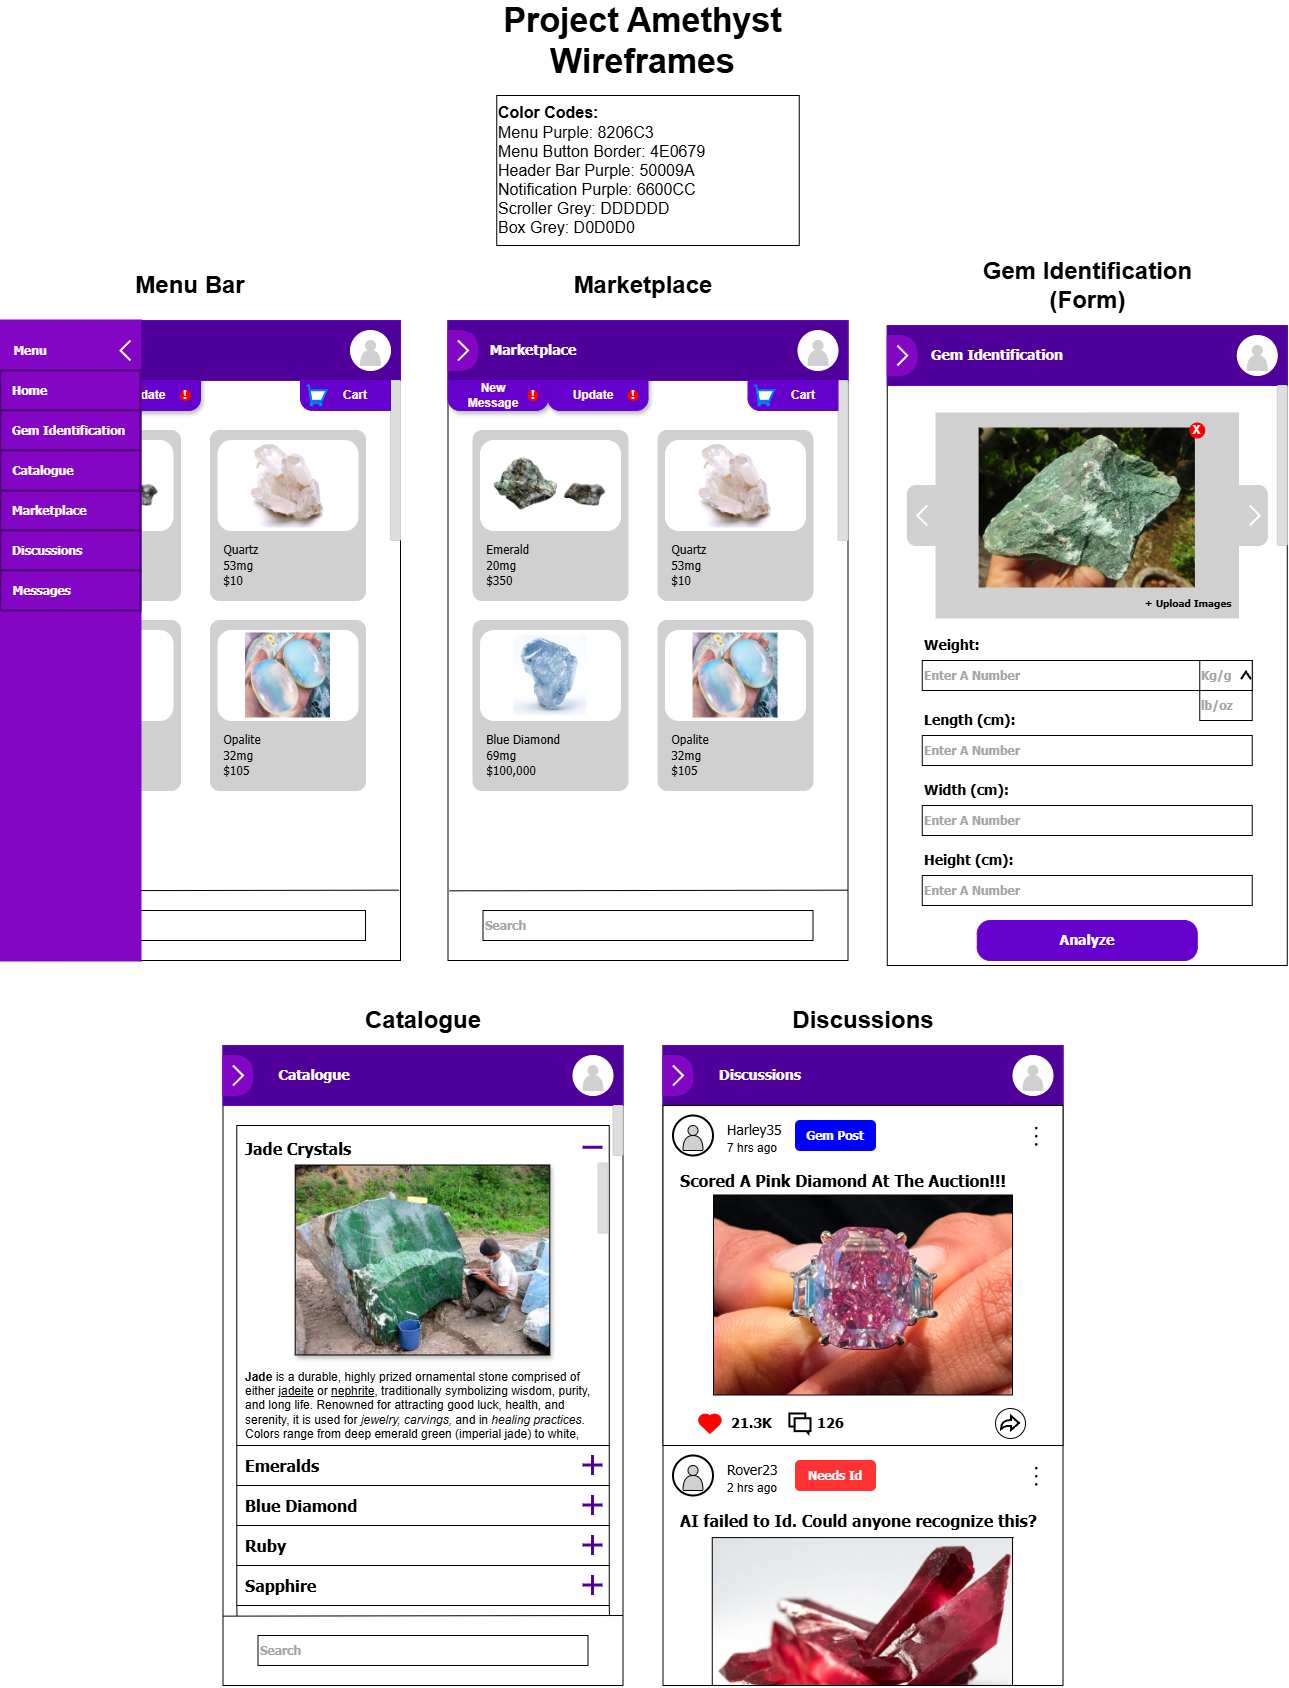 Project Amethyst
Wireframes
Color Codes:
Menu Purple: 8206C3
Menu Button Border: 4E0679
Header Bar Purple: 50009A
Notification Purple: 6600CC
Scroller Grey: DDDDDD
Box Grey: D0D0D0
Menu Bar
Menu
Home
Gem Identification
Catalogue
Marketplace
Discussions
Messages
date !
Cart
Quartz
53mg
$10
Opalite
32mg
$105
Marketplace
Marketplace
New
Message !
Update !
Cart
Emerald
20mg
$350
Quartz
53mg
$10
Blue Diamond
69mg
$100,000
Opalite
32mg
$105
Search
Gem Identification
(Form)
Gem Identification
X
+ Upload Images
Weight:
Enter A Number
Kg/g
lb/oz
Length (cm):
Enter A Number
Width (cm):
Enter A Number
Height (cm):
Enter A Number
Analyze
Catalogue
Catalogue
Jade Crystals
Jade is a durable, highly prized ornamental stone comprised of
either jadeite or nephrite, traditionally symbolizing wisdom, purity,
and long life. Renowned for attracting good luck, health, and
serenity, it is used for jewelry, carvings, and in healing practices.
Colors range from deep emerald green (imperial jade) to white,
Emeralds
Blue Diamond
Ruby
Sapphire
Search
Discussions
Discussions
Harley35
7 hrs ago
Gem Post
Scored A Pink Diamond At The Auction!!!
21.3K
126
Rover23
2 hrs ago
Needs Id
AI failed to Id. Could anyone recognize this?